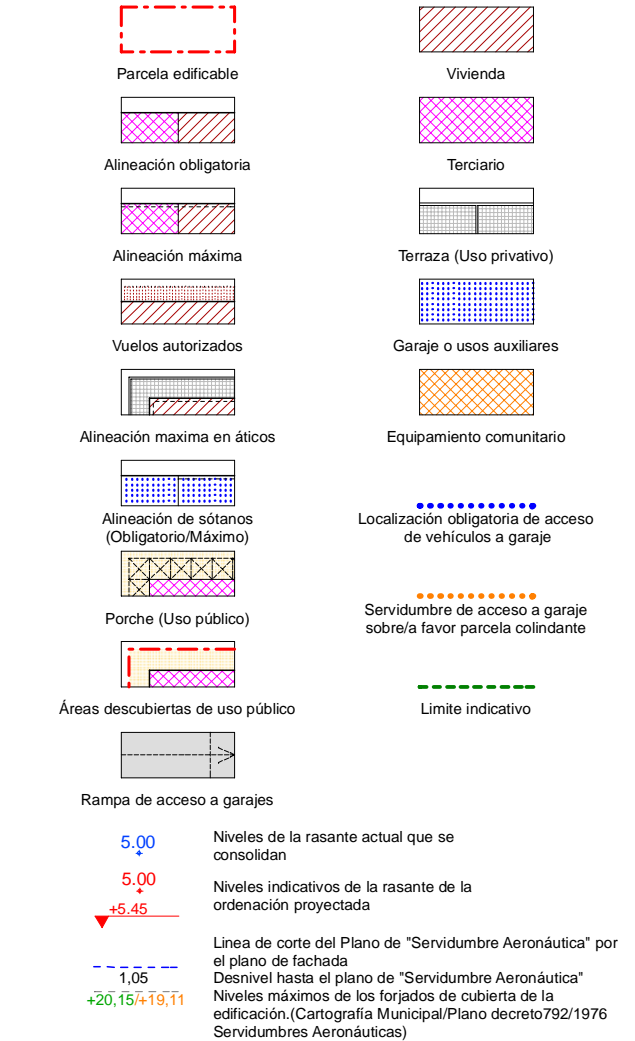 Parcela edificable
Vivienda
Alineación obligatoria
Terciario
Alineación máxima
Terraza (Uso privativo)
Vuelos autorizados
Garaje o usos auxiliares
Alineación maxima en áticos
Equipamiento comunitario
Alineación de sótanos
(Obligatorio/Máximo)
Localización obligatoria de acceso
de vehículos a garaje
Porche (Uso público)
Servidumbre de acceso a garaje
sobre/a favor parcela colindante
Áreas descubiertas de uso público
Limite indicativo
Rampa de acceso a garajes
5.00
Niveles de la rasante actual que se
consolidan
5.00
+5.45
Niveles indicativos de la rasante de la
ordenación proyectada
Linea de corte del Plano de "Servidumbre Aeronáutica" por
el plano de fachada
1,05
Desnivel hasta el plano de "Servidumbre Aeronáutica"
+20,15/+19,11
Niveles máximos de los forjados de cubierta de la
edificación.(Cartografía Municipal/Plano decreto792/1976
Servidumbres Aeronáuticas)